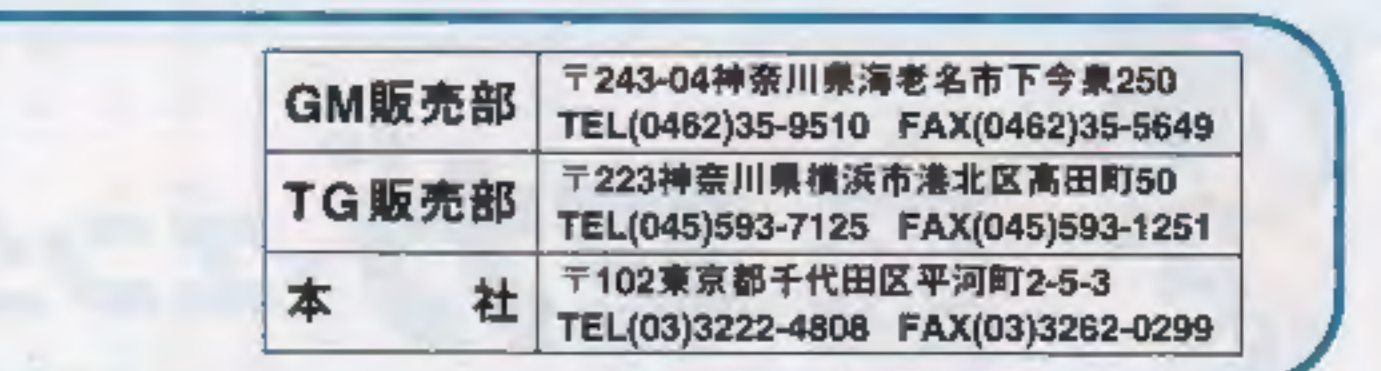 GM販売部
〒243-04神奈川県海老名市下今泉250
TEL(0462)35-9510 FAX(0462)35-5649
TG販売部
〒223神奈川県横浜市港北区高田町50
TEL(045)593-7125 FAX(045)593-1251
本 社
〒102東京都千代田区平河町2-5-3
TEL(03)3222-4808 FAX(03)3262-0299